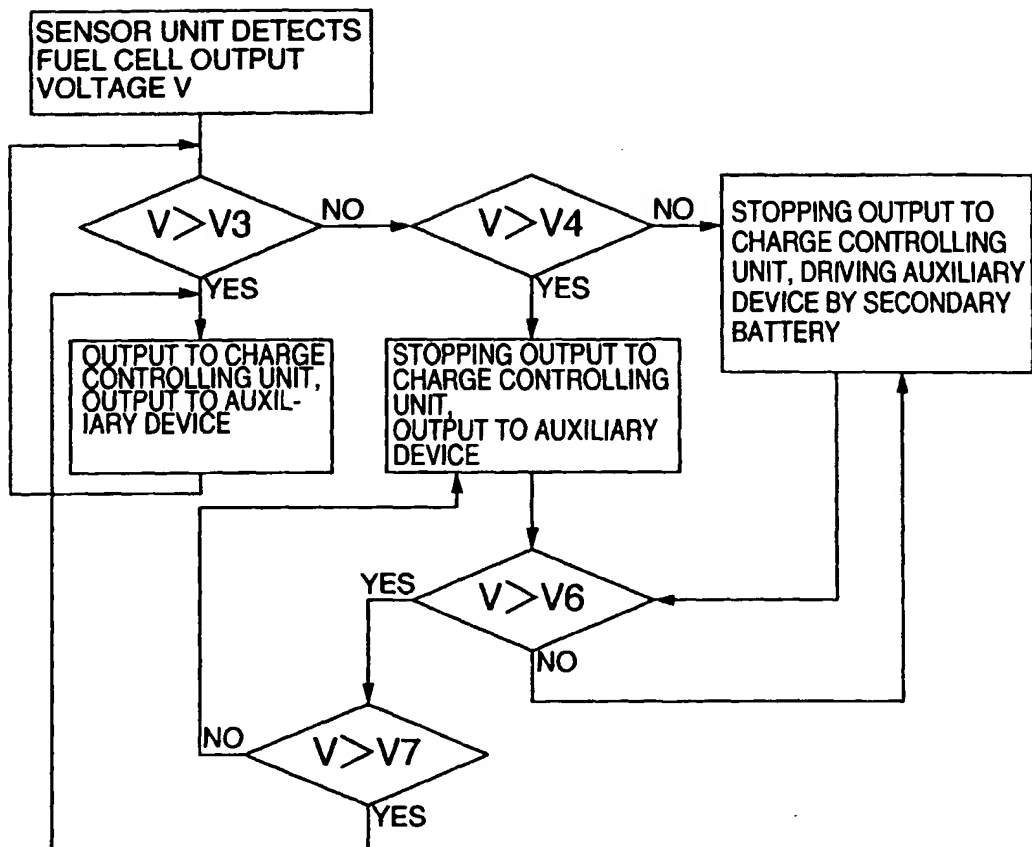 SENSOR UNIT DETECTS
FUEL CELL OUTPUT
VOLTAGE V
V>V3
NO
V>V4
NO
STOPPING OUTPUT TO
CHARGE CONTROLLING
UNIT, DRIVING AUXILIARY
DEVICE BY SECONDARY
BATTERY
YES
YES
OUTPUT TO CHARGE
CONTROLLING UNIT,
OUTPUT TO AUXIL-
IARY DEVICE
STOPPING OUTPUT TO
CHARGE CONTROLLING
UNIT,
OUTPUT TO AUXILIARY
DEVICE
YES
V>V6
NO
NO
V>V7
YES